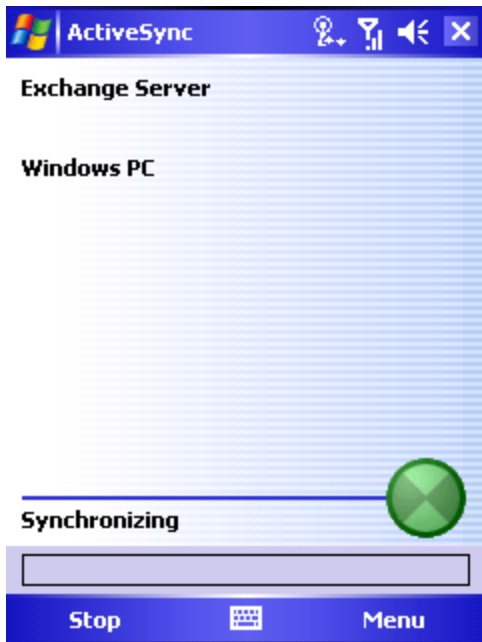 ActiveSync
Exchange Server
Windows PC
Synchronizing
Stop
Menu